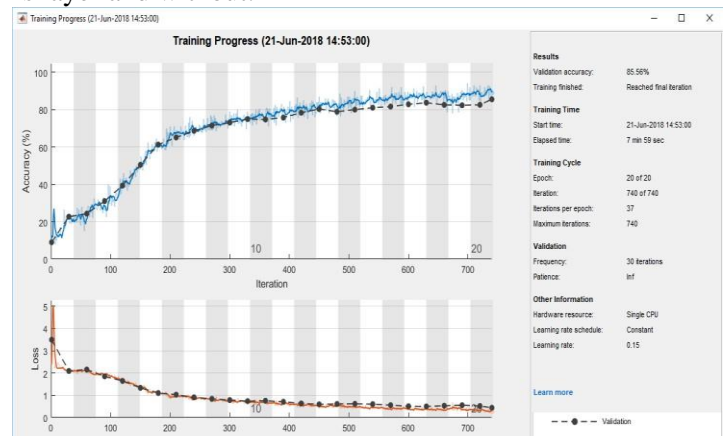 Training Progress (21-Jun-2018 14:53:00)
Training Progress (21-Jun-2018 14:53:00)
100
80
60
40
20
0
Accuracy (%)
10
20
0 100 200 300 400 500 600 700
Iteration
5
4
3
2
1
0
Loss
10
0 100 200 300 400 500 600 700
Results
Validation accuracy: 85.56%
Training finished: Reached final iteration
Training Time
Start time: 21-Jun-2018 14:53:00
Elapsed time: 7 min 59 sec
Training Cycle
Epoch: 20 of 20
Iteration: 740 of 740
Iterations per epoch: 37
Maximum iterations: 740
Validation
Frequency: 30 iterations
Patience: Inf
Other Information
Hardware resource: Single CPU
Learning rate schedule: Constant
Learning rate: 0.15
Learn more
Validation